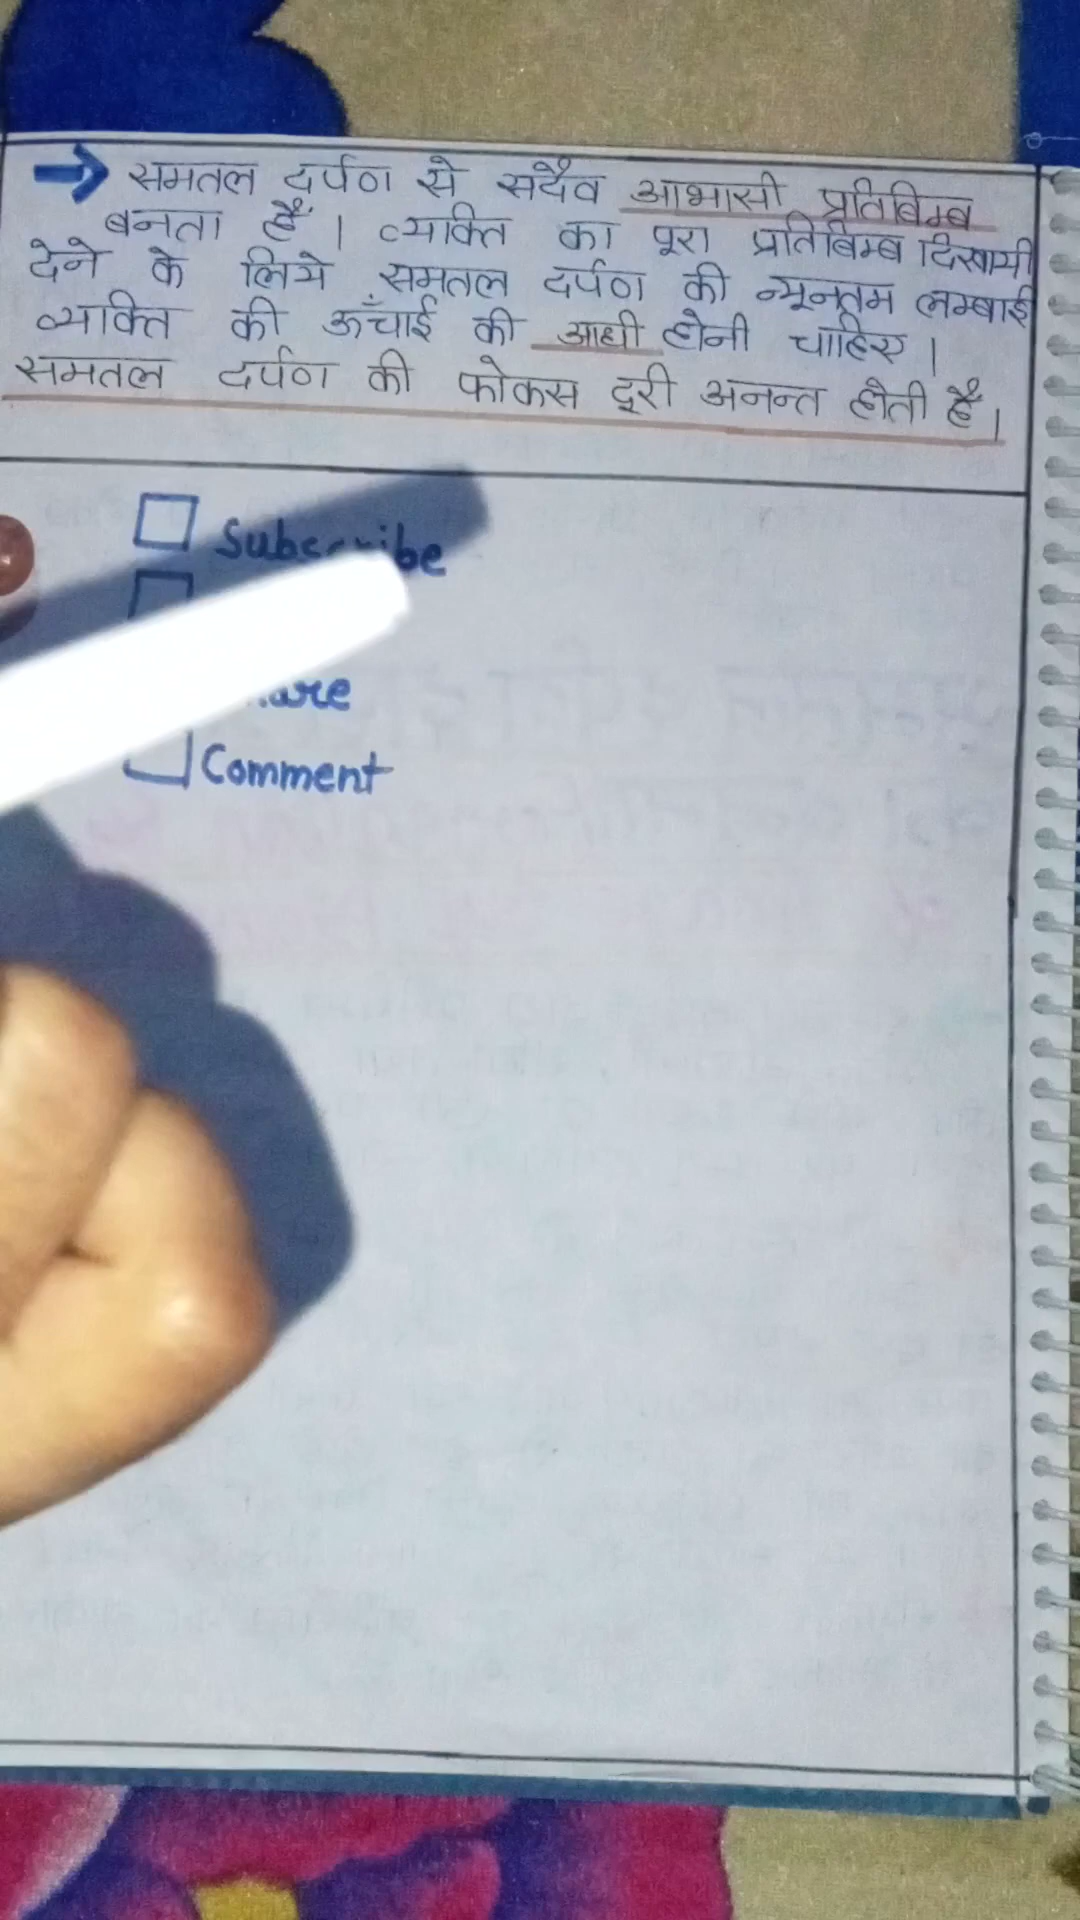 समतल दर्पण से सदैव आभासी प्रतिबिम्ब
बनता है। व्यक्ति का पूरा प्रतिबिम्ब दिखायी
देने के लिये समतल दर्पण की न्यूनतम लम्बाई
व्यक्ति की ऊँचाई की आधी होनी चाहिए।
समतल दर्पण की फोकस दूरी अनन्त होती है।
Subscribe
Comment